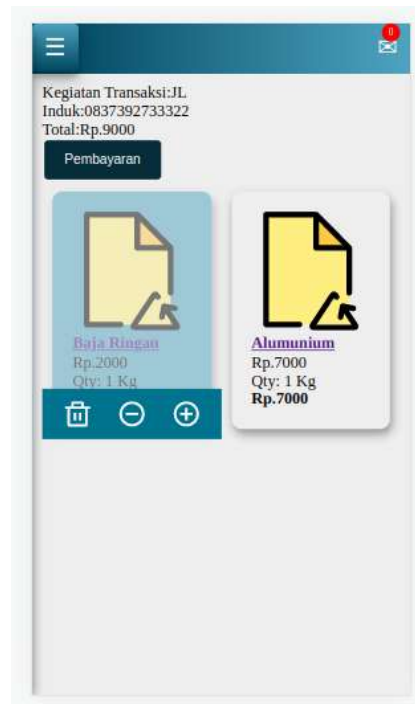 0
Kegiatan Transaksi:JL
Induk:0837392733322
Total:Rp.9000
Pembayaran
Baja Ringan
Rp.2000
Qty: 1 Kg
Alumunium
Rp.7000
Qty: 1 Kg
Rp.7000